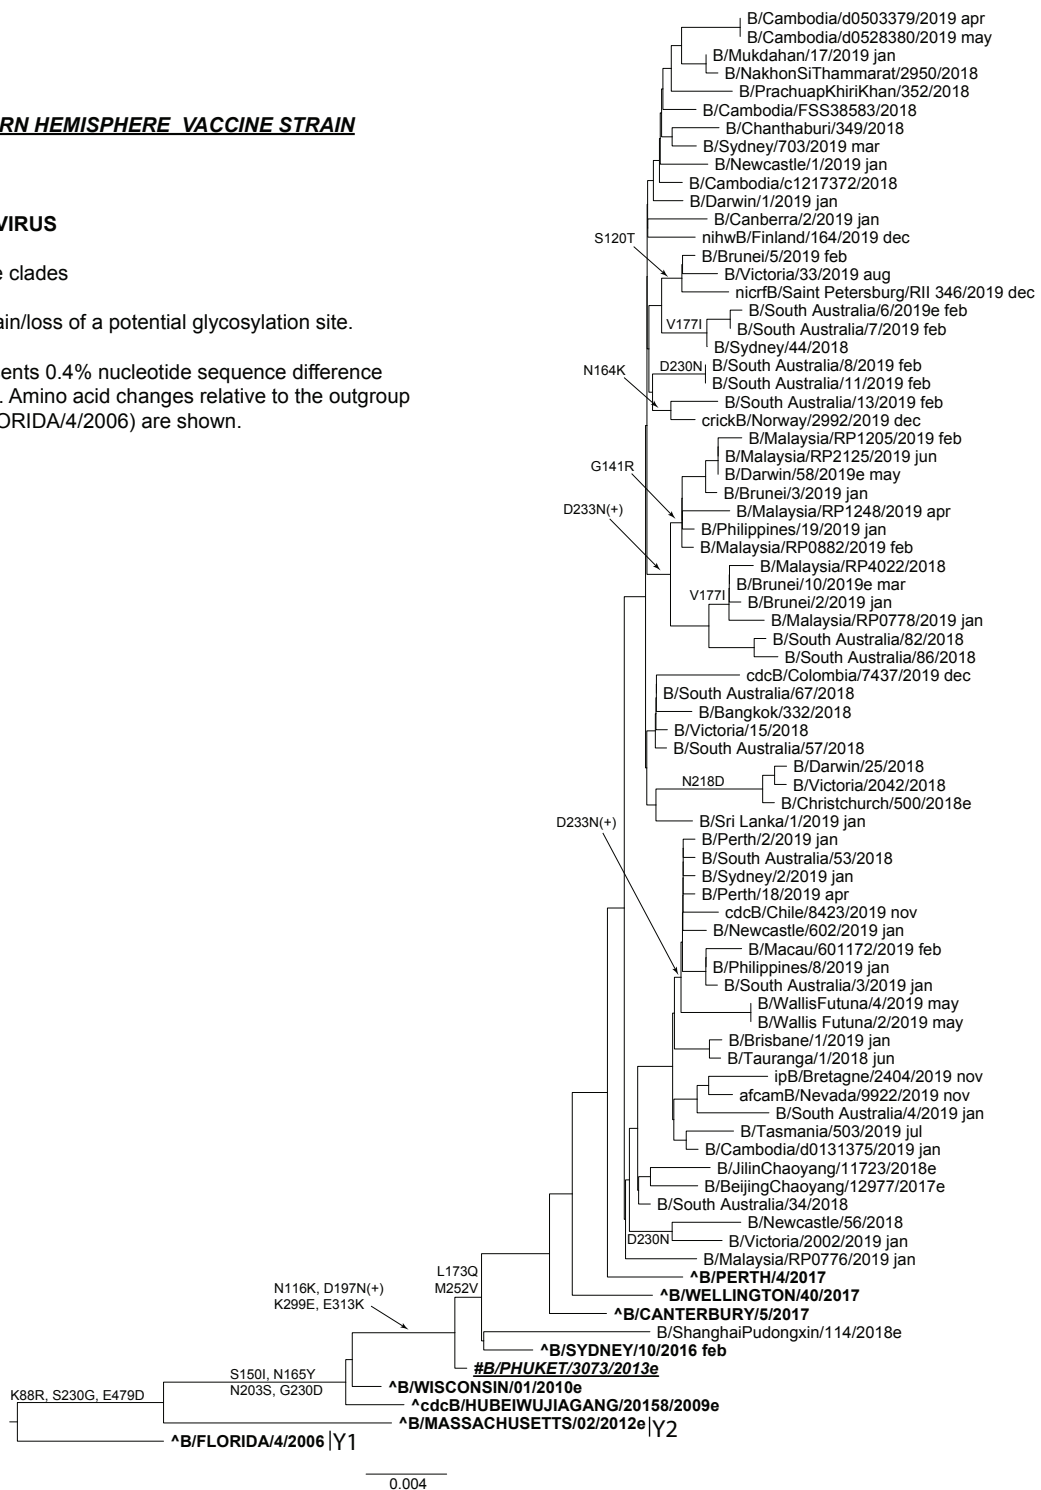 B/Cambodia/d0503379/2019 apr
B/Cambodia/d0528380/2019 may
B/Mukdahan/17/2019 jan
B/NakhonSiThammarat/2950/2018
B/PrachuapKhiriKhan/352/2018
B/Cambodia/FSS38583/2018
RN HEMISPHERE VACCINE STRAIN
B/Chanthaburi/349/2018
B/Sydney/703/2019 mar
B/Newcastle/1/2019 jan
B/Cambodia/c1217372/2018
B/Darwin/1/2019 jan
VIRUS
B/Canberra/2/2019 jan
S120T
nihwB/Finland/164/2019 dec
B/Brunei/5/2019 feb
e clades
B/Victoria/33/2019 aug
nicrfB/Saint Petersburg/RII 346/2019 dec
B/South Australia/6/2019e feb
ain/loss of a potential glycosylation site.
V177I
B/South Australia/7/2019 feb
B/Sydney/44/2018
D230N
B/South Australia/8/2019 feb
ents 0.4% nucleotide sequence difference
N164K
B/South Australia/11/2019 feb
. Amino acid changes relative to the outgroup
B/South Australia/13/2019 feb
ORIDA/4/2006) are shown.
crickB/Norway/2992/2019 dec
B/Malaysia/RP1205/2019 feb
B/Malaysia/RP2125/2019 jun
G141R
B/Darwin/58/2019e may
B/Brunei/3/2019 jan
D233N(+)
B/Malaysia/RP1248/2019 apr
B/Philippines/19/2019 jan
B/Malaysia/RP0882/2019 feb
B/Malaysia/RP4022/2018
B/Brunei/10/2019e mar
V177I
B/Brunei/2/2019 jan
B/Malaysia/RP0778/2019 jan
B/South Australia/82/2018
B/South Australia/86/2018
cdcB/Colombia/7437/2019 dec
B/South Australia/67/2018
B/Bangkok/332/2018
B/Victoria/15/2018
B/South Australia/57/2018
B/Darwin/25/2018
N218D
B/Victoria/2042/2018
B/Christchurch/500/2018e
D233N(+)
B/Sri Lanka/1/2019 jan
B/Perth/2/2019 jan
B/South Australia/53/2018
B/Sydney/2/2019 jan
B/Perth/18/2019 apr
cdcB/Chile/8423/2019 nov
B/Newcastle/602/2019 jan
B/Macau/601172/2019 feb
B/Philippines/8/2019 jan
B/South Australia/3/2019 jan
B/WallisFutuna/4/2019 may
B/Wallis Futuna/2/2019 may
B/Brisbane/1/2019 jan
B/Tauranga/1/2018 jun
ipB/Bretagne/2404/2019 nov
afcamB/Nevada/9922/2019 nov
B/South Australia/4/2019 jan
B/Tasmania/503/2019 jul
B/Cambodia/d0131375/2019 jan
B/JilinChaoyang/11723/2018e
B/BeijingChaoyang/12977/2017e
B/South Australia/34/2018
B/Newcastle/56/2018
D230N
B/Victoria/2002/2019 jan
B/Malaysia/RP0776/2019 jan
L173Q
^B/PERTH/4/2017
N116K, D197N(+)
M252V
^B/WELLINGTON/40/2017
K299E, E313K
^B/CANTERBURY/5/2017
B/ShanghaiPudongxin/114/2018e
^B/SYDNEY/10/2016 feb
#B/PHUKET/3073/2013e
S150I, N165Y
^B/WISCONSIN/01/2010e
K88R, S230G, E479D
N203S, G230D
^cdcB/HUBEIWUJIAGANG/20158/2009e
^B/MASSACHUSETTS/02/2012e|Y2
^B/FLORIDA/4/2006 |Y1
0.004